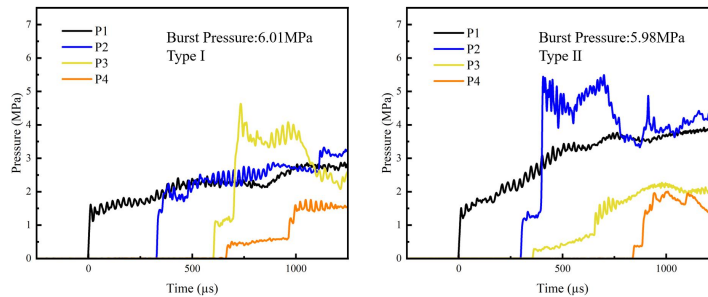 7
6
5
4
3
2
1
0
Pressure (MPa)
P1
P2
P3
P4
Burst Pressure:6.01MPa
Type I
0
500
1000
Time (µs)
7
6
5
4
3
2
1
0
Pressure (MPa)
P1
P2
P3
P4
Burst Pressure:5.98MPa
Type II
0
500
1000
Time (µs)